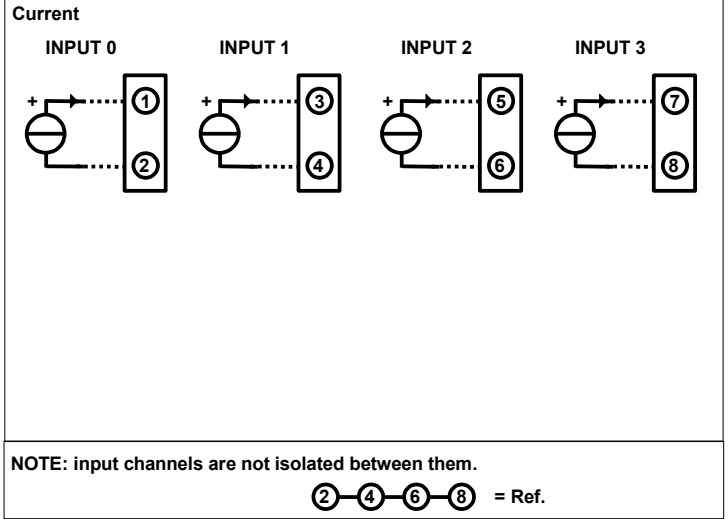 Current
INPUT 0 INPUT 1 INPUT 2 INPUT 3
+ 1 + 3 + 5 + 7
2 4 6 8
NOTE: input channels are not isolated between them.
2 4 6 8 = Ref.